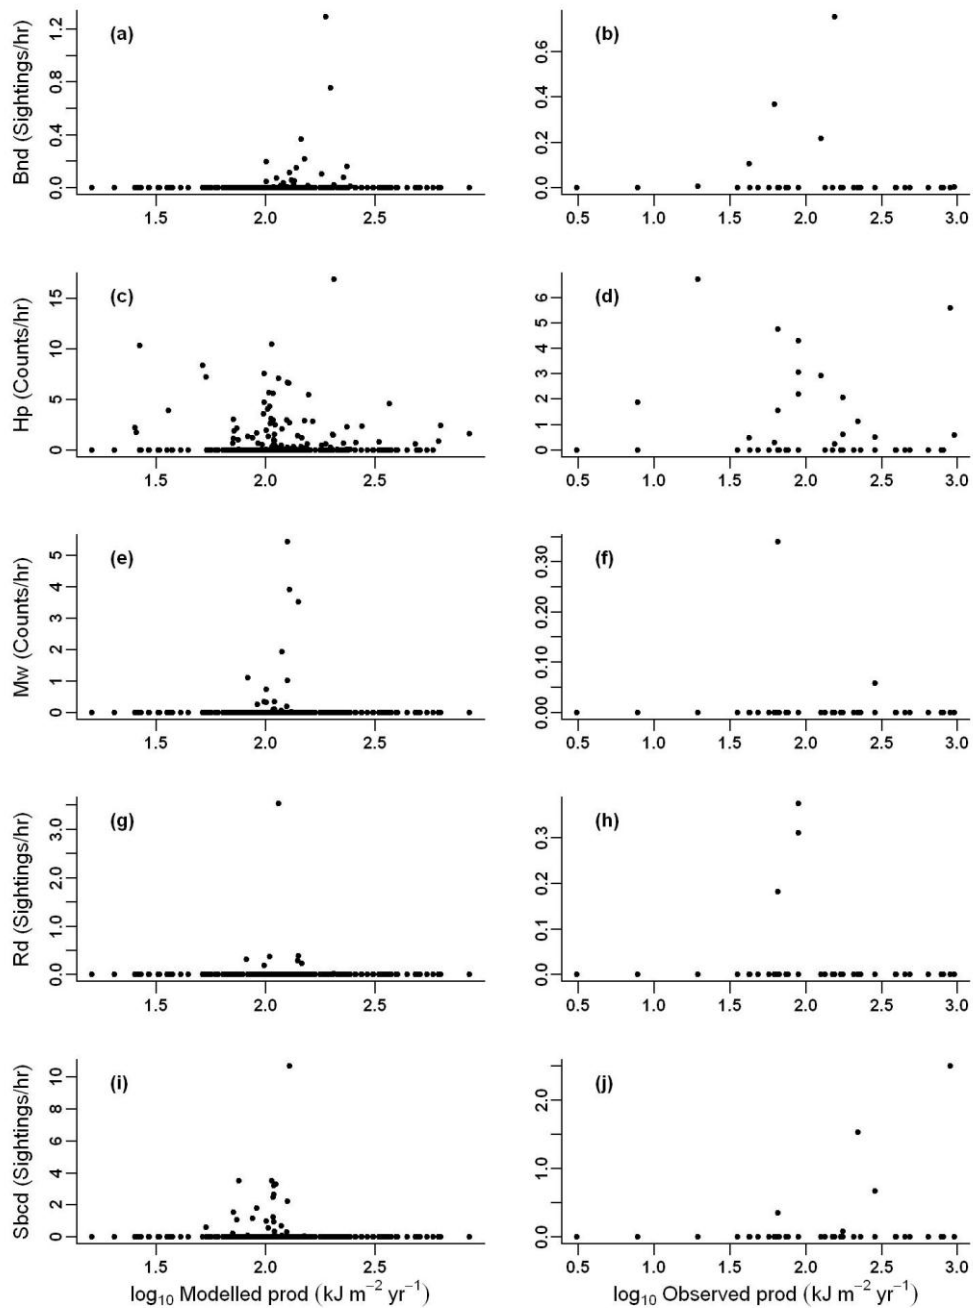 (a)
Bnd (Sightings/hr)
0.0 0.4 0.8 1.2
1.5 2.0 2.5
(b)
0.0 0.2 0.4 0.6
0.5 1.0 1.5 2.0 2.5 3.0
(c)
Hp (Counts/hr)
0 5 10 15
1.5 2.0 2.5
(d)
0 1 2 3 4 5 6
0.5 1.0 1.5 2.0 2.5 3.0
(e)
Mw (Counts/hr)
0 1 2 3 4 5
1.5 2.0 2.5
(f)
0.00 0.10 0.20 0.30
0.5 1.0 1.5 2.0 2.5 3.0
(g)
Rd (Sightings/hr)
0.0 1.0 2.0 3.0
1.5 2.0 2.5
(h)
0.0 0.1 0.2 0.3
0.5 1.0 1.5 2.0 2.5 3.0
(i)
Sbcd (Sightings/hr)
0 2 4 6 8 10
1.5 2.0 2.5
log₁₀ Modelled prod (kJ m⁻² yr⁻¹)
(j)
0.0 1.0 2.0
0.5 1.0 1.5 2.0 2.5 3.0
log₁₀ Observed prod (kJ m⁻² yr⁻¹)